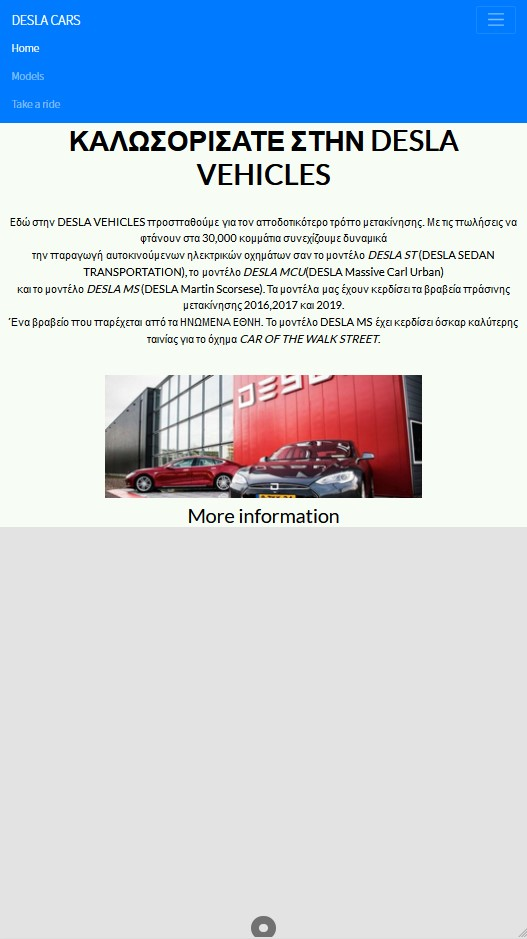 DESLA CARS
Home
Models
Take a ride
ΚΑΛΩΣΟΡΙΣΑΤΕ ΣΤΗΝ DESLA
VEHICLES
Εδώ στην DESLA VEHICLES προσπαθούμε για τον αποδοτικότερο τρόπο μετακίνησης. Με τις πωλήσεις να
φτάνουν στα 30,000 κομμάτια συνεχίζουμε δυναμικά
την παραγωγή αυτοκινούμενων ηλεκτρικών οχημάτων σαν το μοντέλο DESLA ST (DESLA SEDAN
TRANSPORTATION), το μοντέλο DESLA MCU(DESLA Massive Carl Urban)
και το μοντέλο DESLA MS (DESLA Martin Scorsese). Τα μοντέλα μας έχουν κερδίσει τα βραβεία πράσινης
μετακίνησης 2016,2017 και 2019.
Ένα βραβείο που παρέχεται από τα ΗΝΩΜΕΝΑ ΕΘΝΗ. Το μοντέλο DESLA MS έχει κερδίσει όσκαρ καλύτερης
ταινίας για το όχημα CAR OF THE WALK STREET.
More information